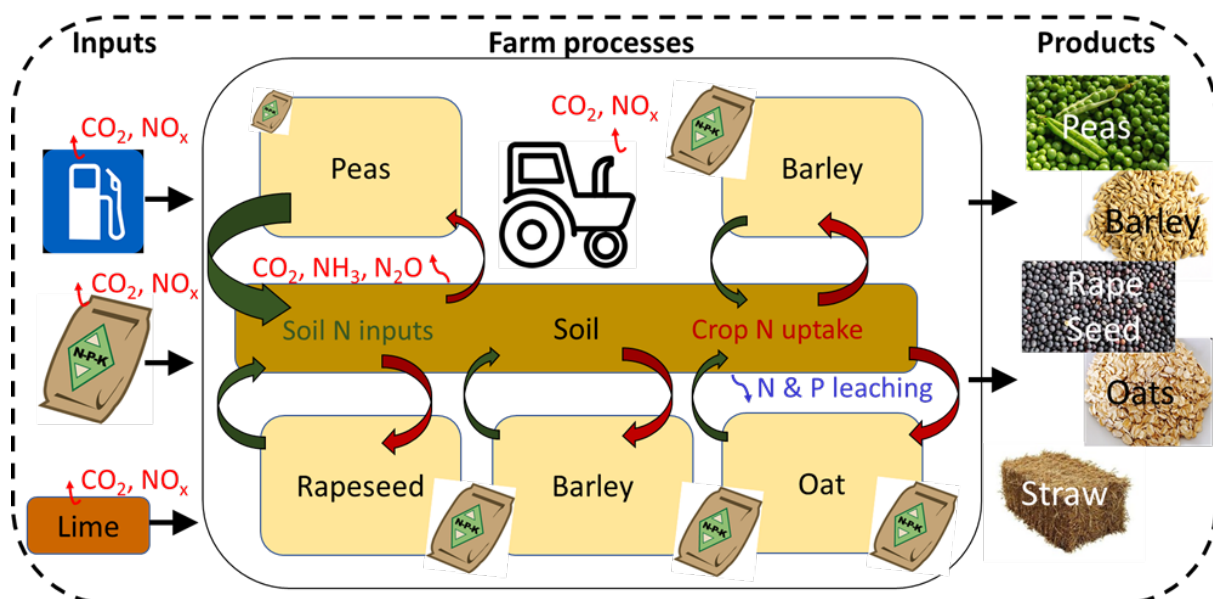 Inputs
Farm processes
Products
CO₂, NOₓ
N-P-K
Peas
CO₂, NOₓ
N-P-K
Barley
Peas
Barley
CO₂, NOₓ
N-P-K
CO₂, NH₃, N₂O
Soil N inputs
Soil
Crop N uptake
N & P leaching
Rape
Seed
Oats
CO₂, NOₓ
Lime
Rapeseed
N-P-K
Barley
N-P-K
Oat
N-P-K
Straw